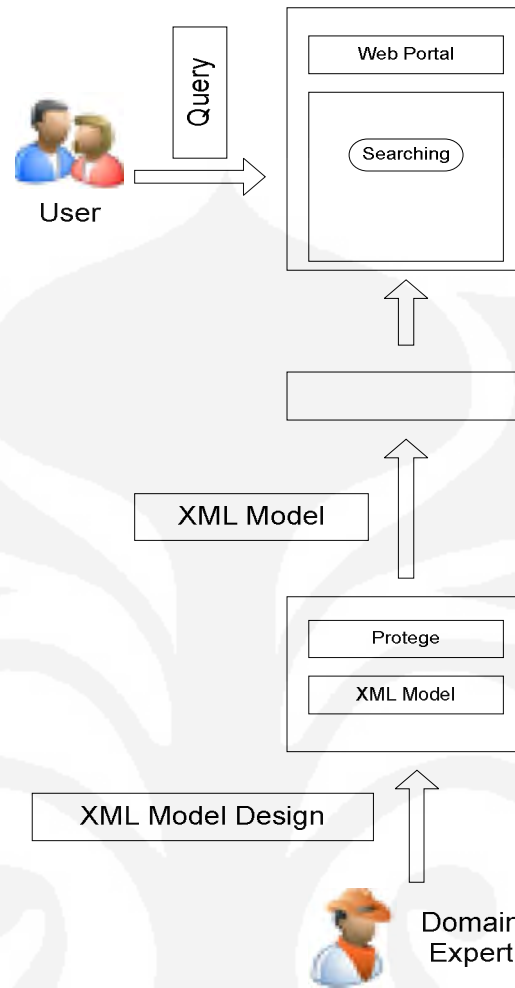 Query
Web Portal
Searching
User
XML Model
Protege
XML Model
XML Model Design
Domain
Expert